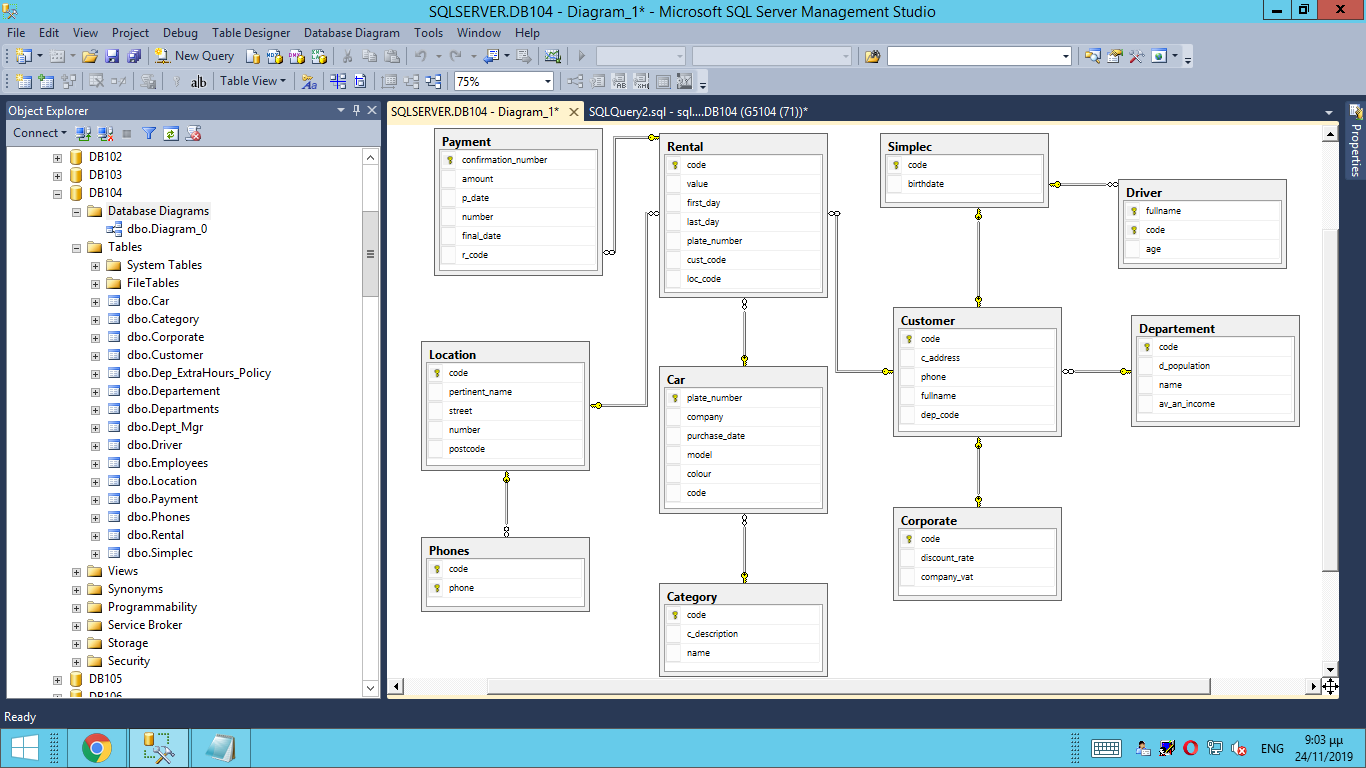 SQLSERVER.DB104 - Diagram_1* - Microsoft SQL Server Management Studio
File Edit View Project Debug Table Designer Database Diagram Tools Window Help
New Query
ab Table View 75%
Object Explorer
Connect
DB102
DB103
DB104
Database Diagrams
dbo.Diagram_0
Tables
System Tables
FileTables
dbo.Car
dbo.Category
dbo.Corporate
dbo.Customer
dbo.Dep_ExtraHours_Policy
dbo.Departement
dbo.Departments
dbo.Dept_Mgr
dbo.Driver
dbo.Employees
dbo.Location
dbo.Payment
dbo.Phones
dbo.Rental
dbo.Simplec
Views
Synonyms
Programmability
Service Broker
Storage
Security
DB105
DB106
SQLSERVER.DB104 - Diagram_1*
SQLQuery2.sql - sql....DB104 (G5104 (71))*
Properties
Payment
confirmation_number
amount
p_date
number
final_date
r_code
Rental
code
value
first_day
last_day
plate_number
cust_code
loc_code
Simplec
code
birthdate
Driver
fullname
code
age
Location
code
pertinent_name
street
number
postcode
Car
plate_number
company
purchase_date
model
colour
code
Customer
code
c_address
phone
fullname
dep_code
Departement
code
d_population
name
av_an_income
Phones
code
phone
Category
code
c_description
name
Corporate
code
discount_rate
company_vat
Ready
ENG
9:03 μμ
24/11/2019